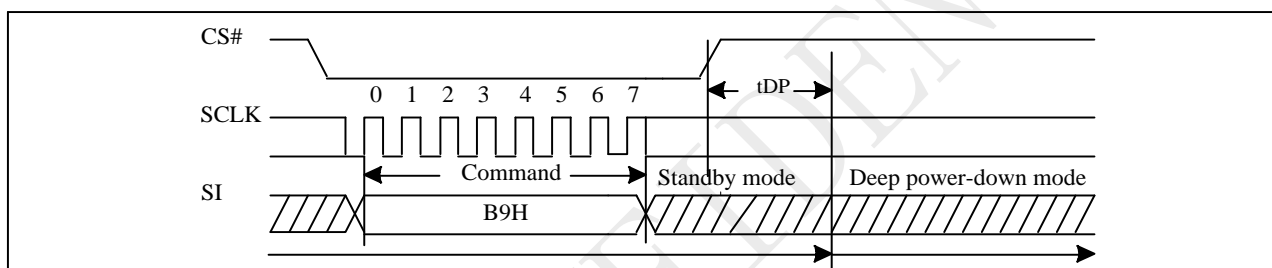 CS#
tDP
0 1 2 3 4 5 6 7
SCLK
Command
Standby mode
Deep power-down mode
SI
B9H